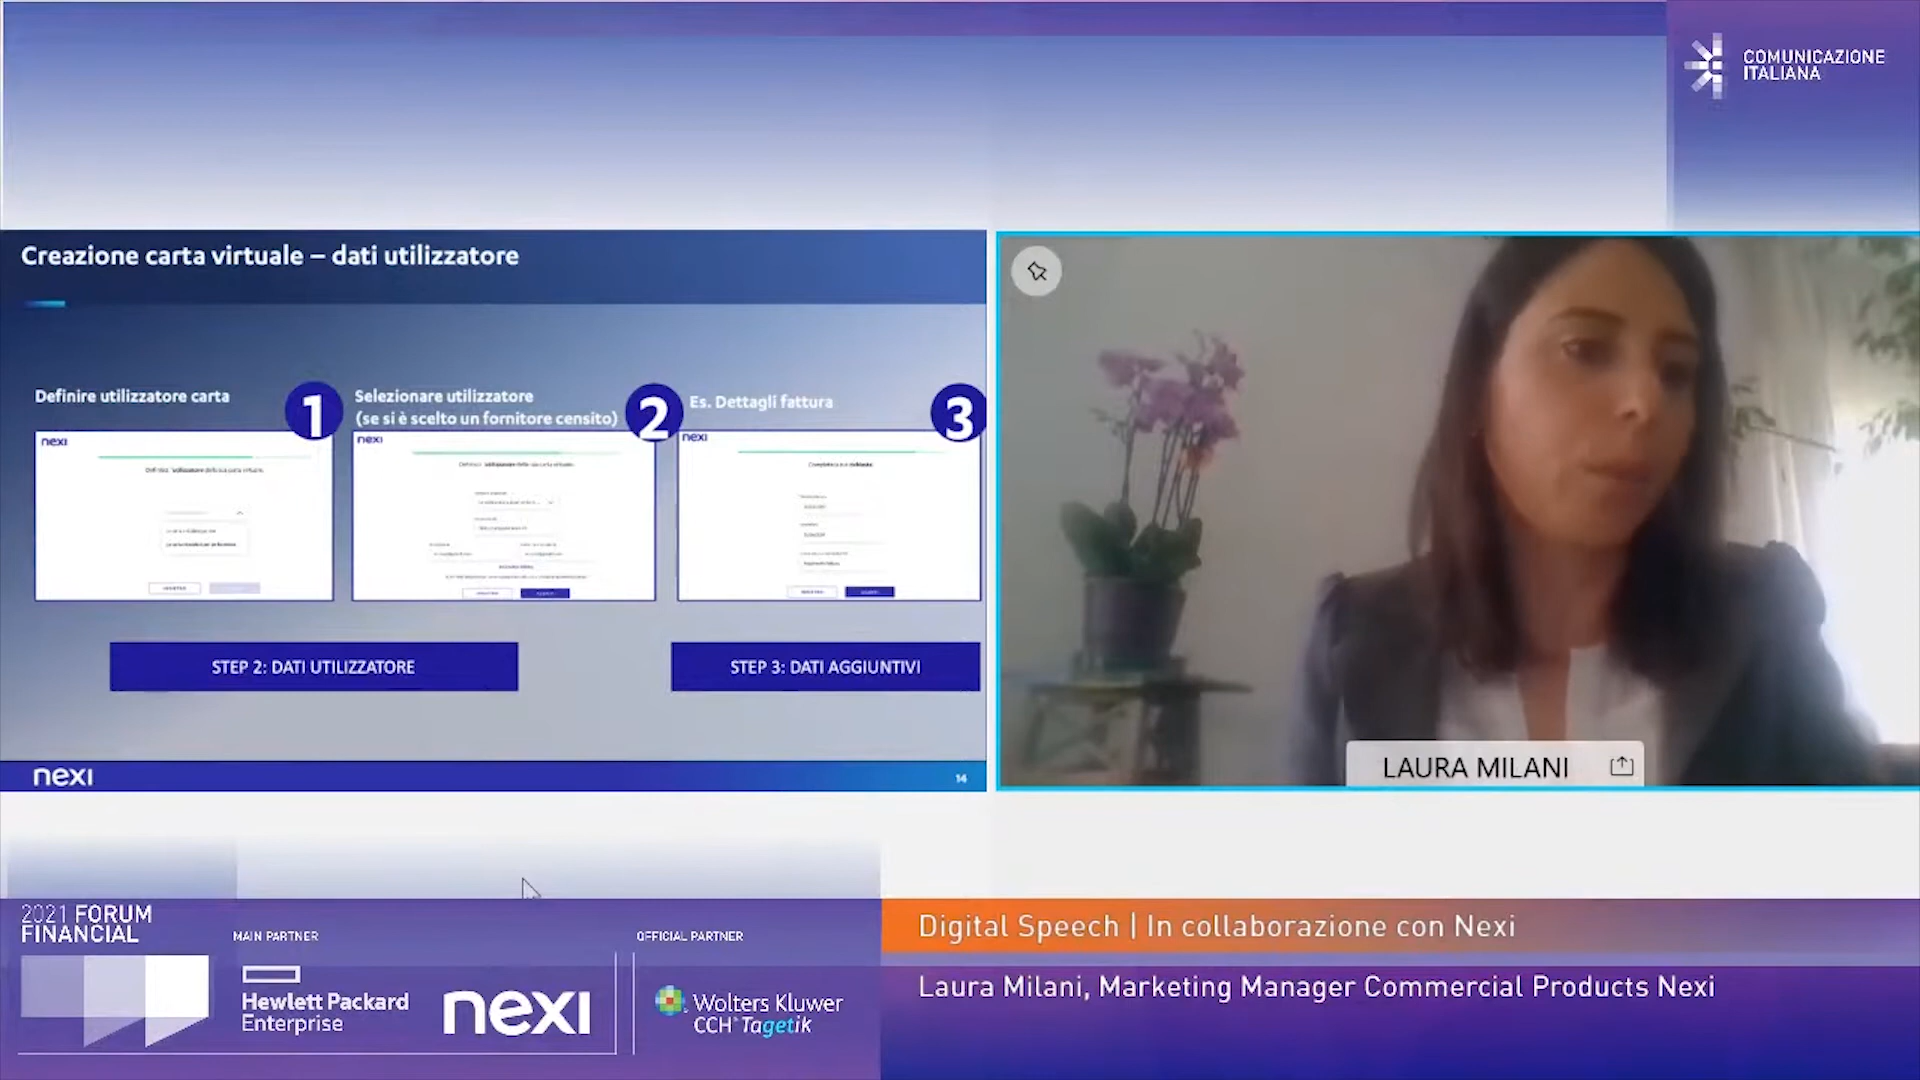 COMUNICAZIONE
ITALIANA
Creazione carta virtuale – dati utilizzatore
Definire utilizzatore carta
1
Selezionare utilizzatore
(se si è scelto un fornitore censito)
2
Es. Dettagli fattura
3
nexi
nexi
nexi
STEP 2: DATI UTILIZZATORE
STEP 3: DATI AGGIUNTIVI
nexi
14
LAURA MILANI
2021 FORUM
FINANCIAL
MAIN PARTNER
Hewlett Packard
Enterprise
nexi
OFFICIAL PARTNER
Wolters Kluwer
CCH® Tagetik
Digital Speech | In collaborazione con Nexi
Laura Milani, Marketing Manager Commercial Products Nexi